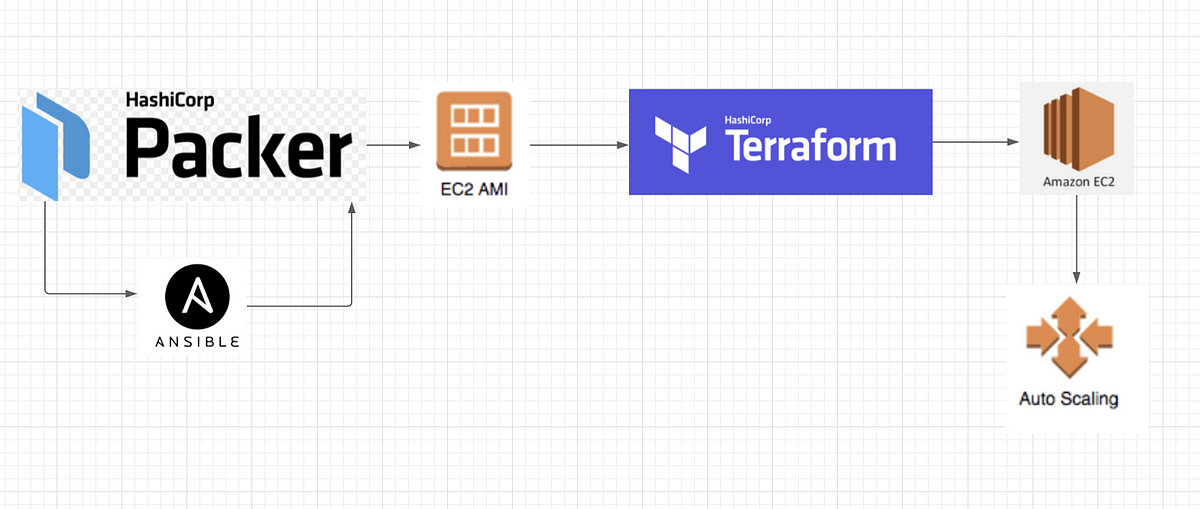 HashiCorp
Packer
EC2 AMI
HashiCorp
Terraform
Amazon EC2
ANSIBLE
Auto Scaling